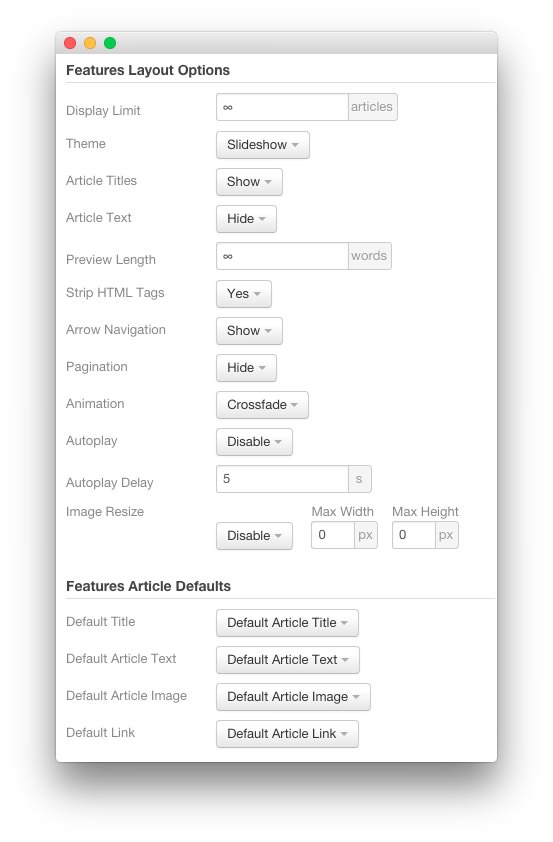 Features Layout Options
Display Limit ∞ articles
Theme Slideshow
Article Titles Show
Article Text Hide
Preview Length ∞ words
Strip HTML Tags Yes
Arrow Navigation Show
Pagination Hide
Animation Crossfade
Autoplay Disable
Autoplay Delay 5 s
Image Resize Max Width Max Height
Disable 0 px 0 px
Features Article Defaults
Default Title Default Article Title
Default Article Text Default Article Text
Default Article Image Default Article Image
Default Link Default Article Link